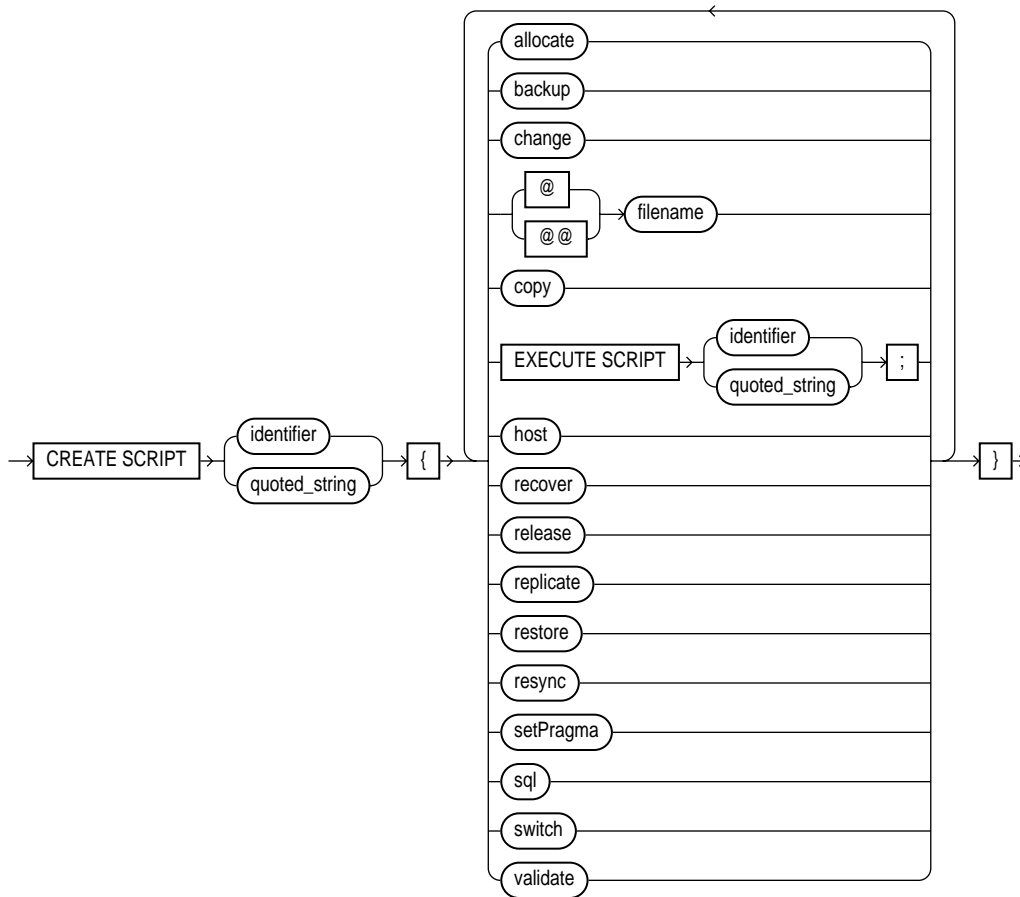 allocate
backup
change
@
filename
@@
copy
identifier
EXECUTE SCRIPT ;
quoted_string
identifier host
CREATE SCRIPT { }
quoted_string recover
release
replicate
restore
resync
setPragma
sql
switch
validate